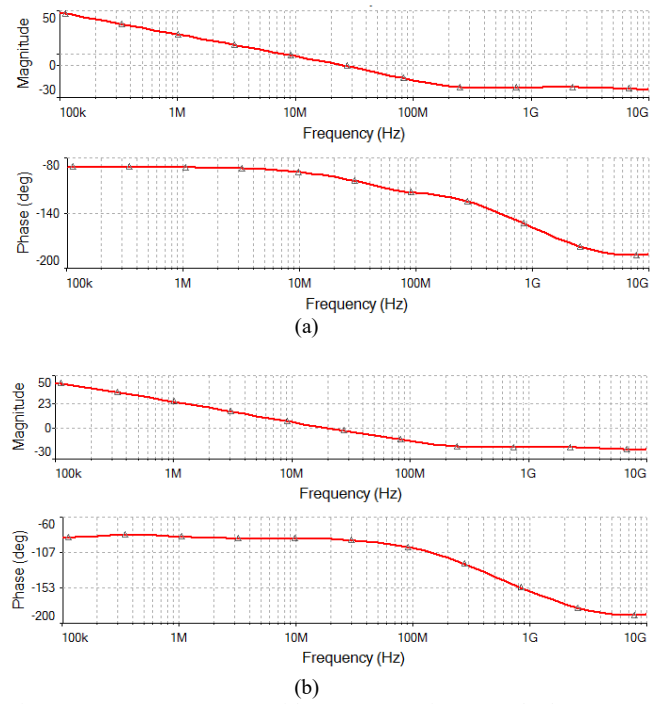 Magnitude
50
0
-30
100k 1M 10M 100M 1G 10G
Frequency (Hz)
Phase (deg)
-80
-140
-200
100k 1M 10M 100M 1G 10G
Frequency (Hz)
(a)
Magnitude
50
23
0
-30
100k 1M 10M 100M 1G 10G
Frequency (Hz)
Phase (deg)
-60
-107
-153
-200
100k 1M 10M 100M 1G 10G
Frequency (Hz)
(b)